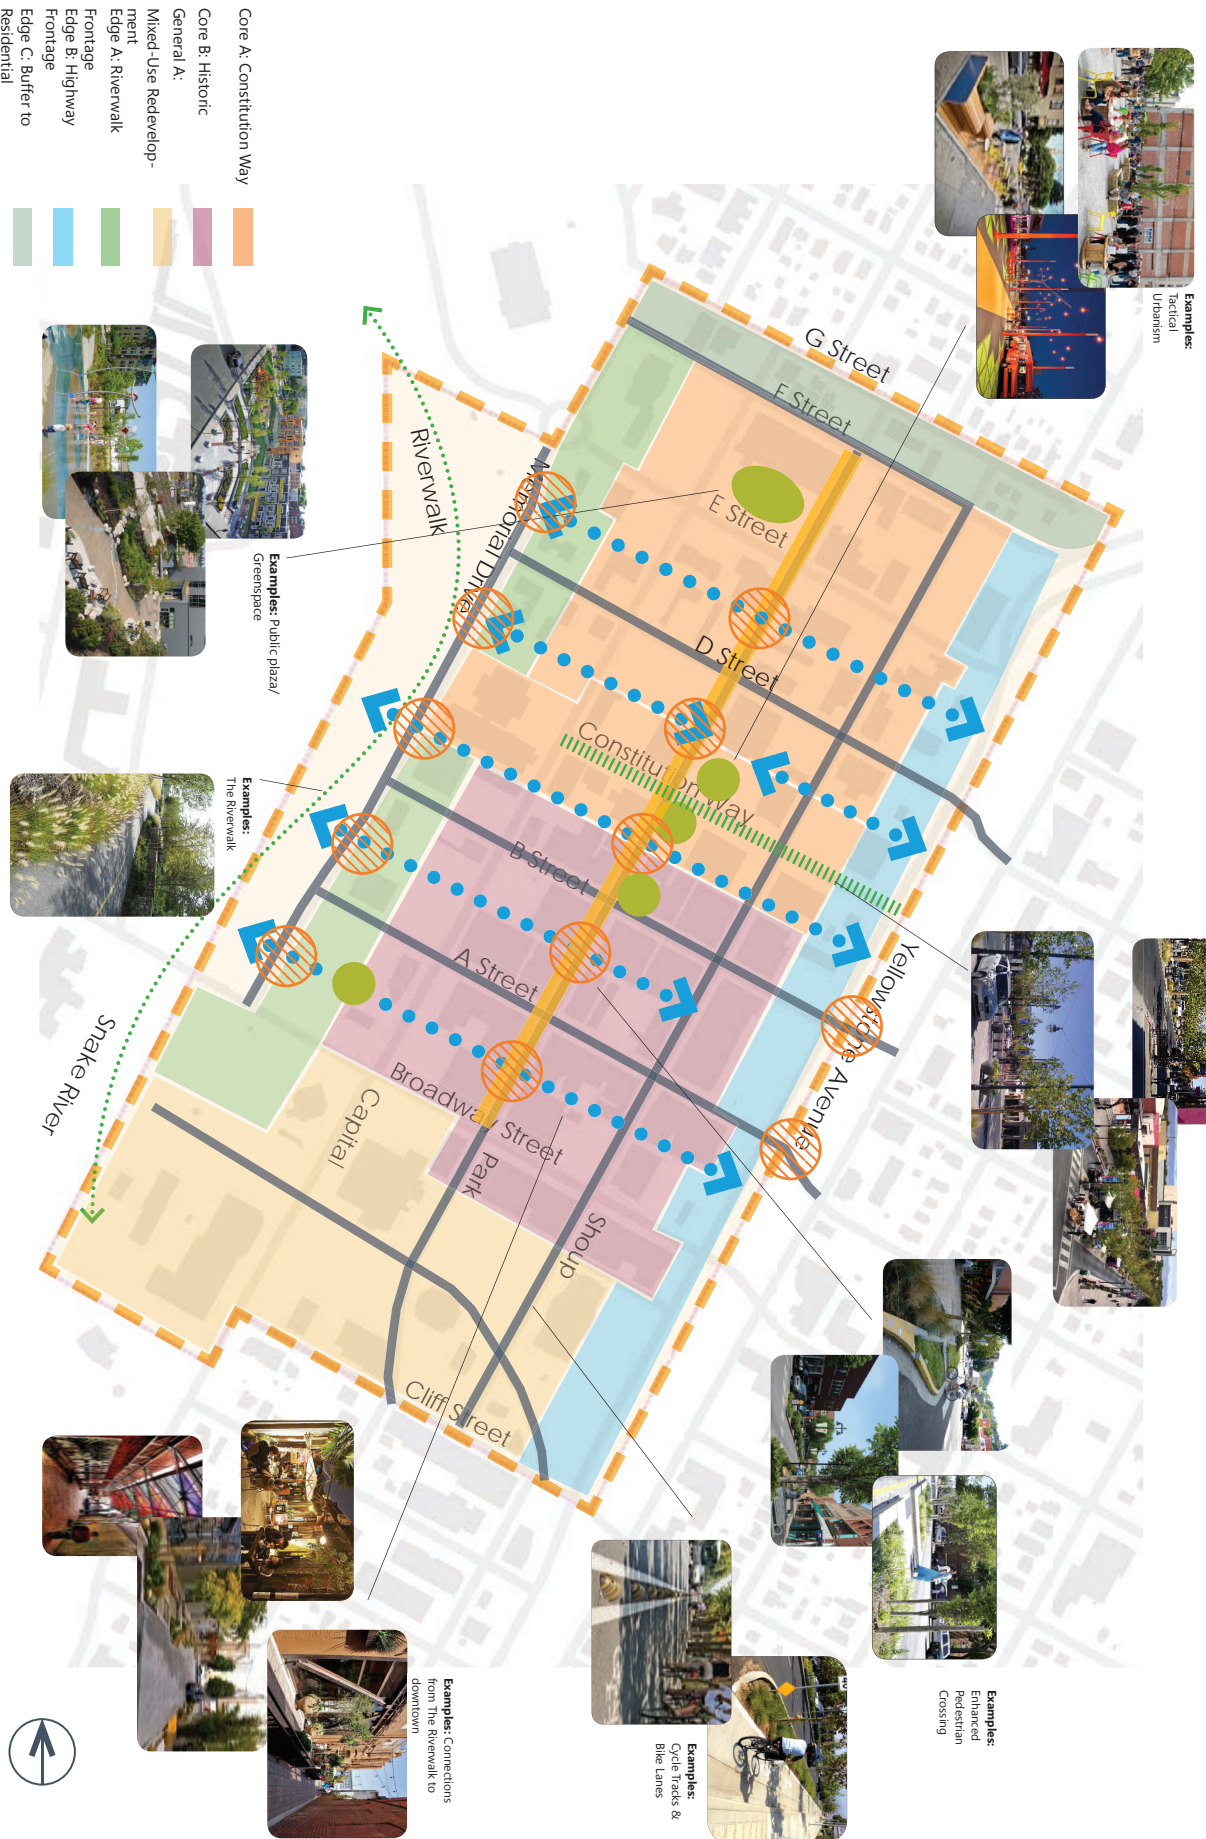 Core A: Constitution Way
Core B: Historic
General A:
Mixed-Use Redevelop-
ment
Edge A: Riverwalk
Frontage
Edge B: Highway
Frontage
Edge C: Buffer to
Residential
Examples:
Tactical
Urbanism
G Street
F Street
E Street
D Street
Constitution Way
B Street
A Street
Broadway Street
Cliff Street
Riverwalk
Memorial Drive
Snake River
Capital
Park
Shoup
Yellowstone Avenue
Examples: Public plaza/
Greenspace
Examples:
The Riverwalk
Examples:
Enhanced
Pedestrian
Crossing
Examples:
Cycle Tracks &
Bike Lanes
Examples: Connections
from The Riverwalk to
downtown